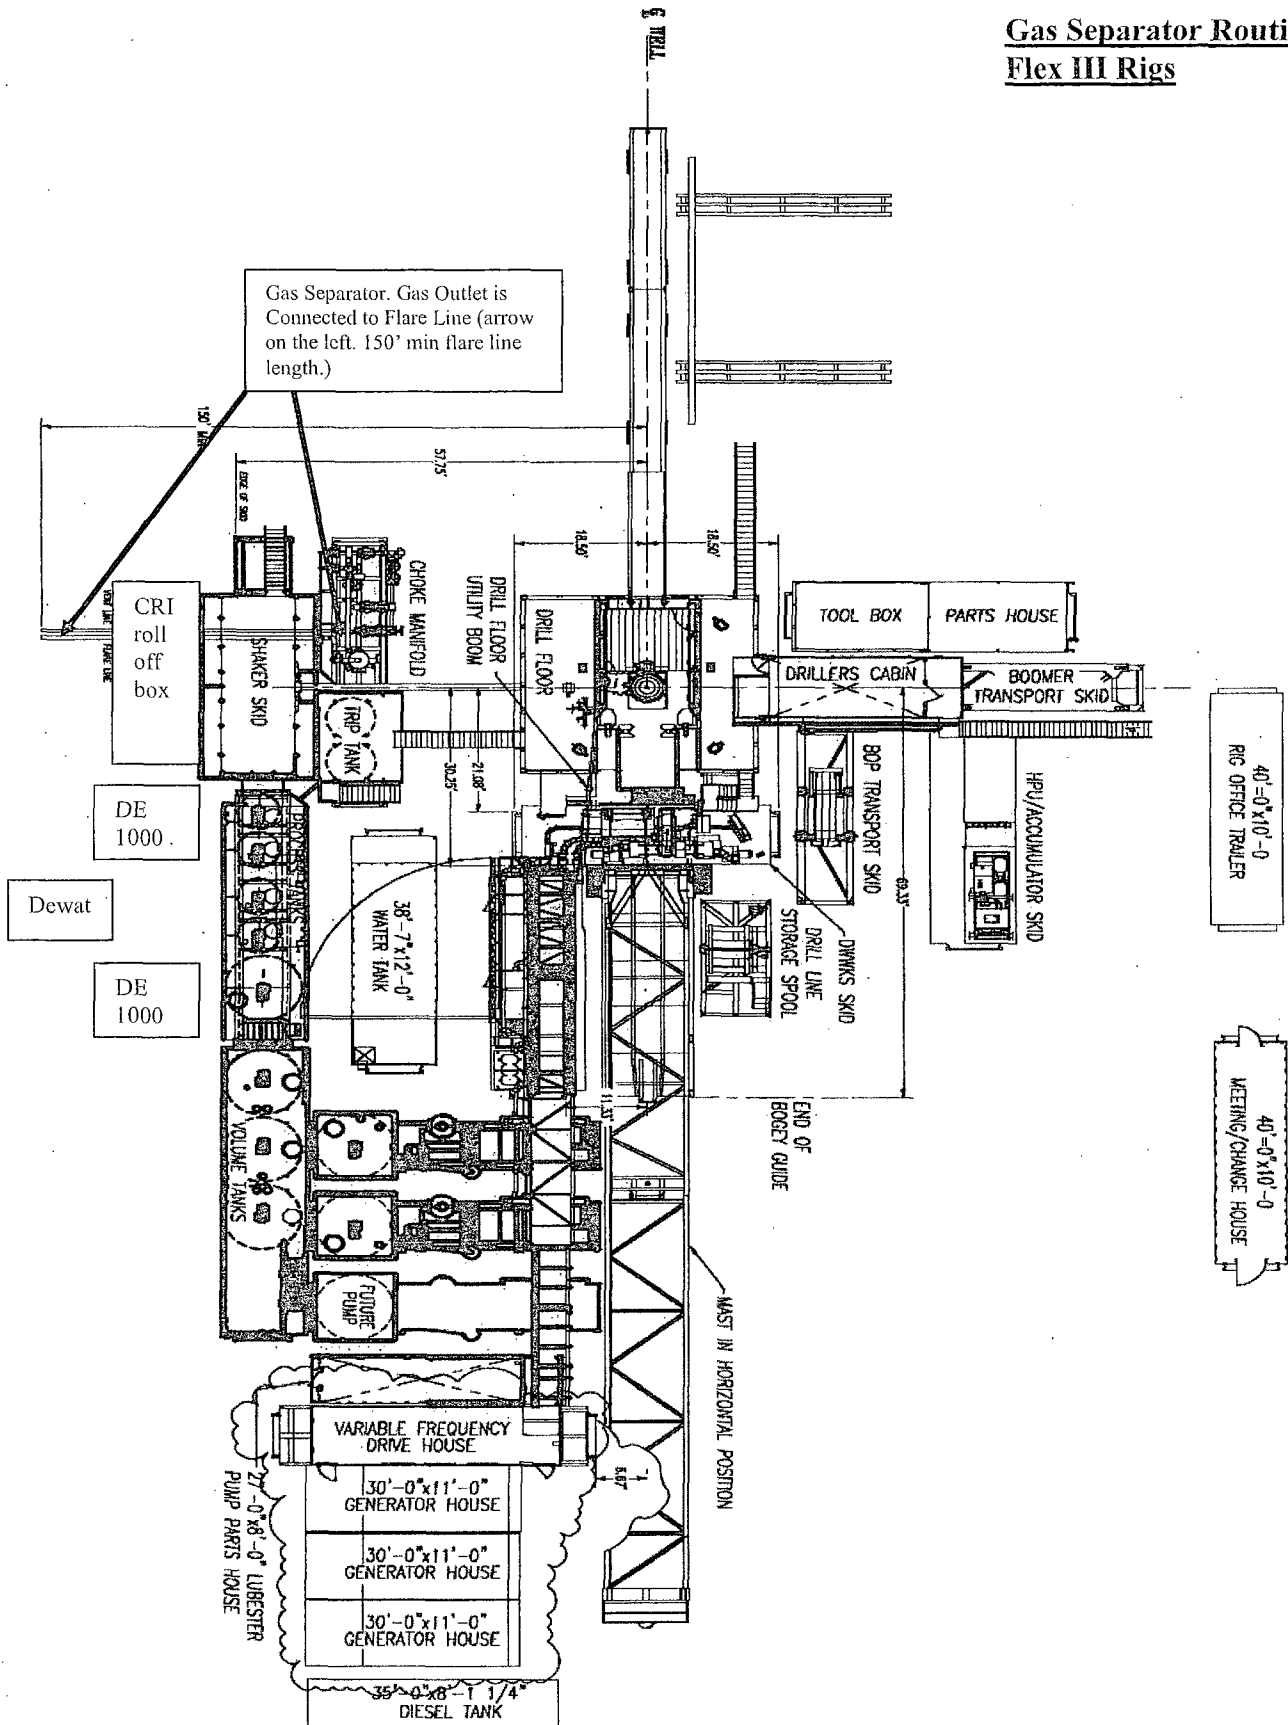 Gas Separator Routi
Flex III Rigs
℄ WELL
Gas Separator. Gas Outlet is
Connected to Flare Line (arrow
on the left. 150' min flare line
length.)
150' MIN
57.75'
EDGE OF SKID
18.50'
18.50'
CHOKE MANIFOLD
DRILL FLOOR
UTILITY BOOM
DRILL FLOOR
TOOL BOX
PARTS HOUSE
CRI
roll
off
box
VENT LINE
FLARE LINE
SHAKER SKID
DRILLERS CABIN
BOOMER
TRANSPORT SKID
TRIP TANK
21.08'
30.25'
BOP TRANSPORT SKID
HPU/ACCUMULATOR SKID
40'=0"x10'-0
RIG OFFICE TRAILER
69.33'
DE
1000
Dewat
DE
1000
38'-7"x12'-0"
WATER TANK
DWWKS SKID
DRILL LINE
STORAGE SPOOL
11.33'
END OF
BOGEY GUIDE
40'=0"x10'-0
MEETING/CHANGE HOUSE
VOLUME TANKS
FUTURE
PUMP
MAST IN HORIZONTAL POSITION
VARIABLE FREQUENCY
DRIVE HOUSE
5.67'
27'-0"x8'-0" LUBESTER
PUMP PARTS HOUSE
30'-0"x11'-0"
GENERATOR HOUSE
30'-0"x11'-0"
GENERATOR HOUSE
30'-0"x11'-0"
GENERATOR HOUSE
35'-0"x8'-1 1/4"
DIESEL TANK